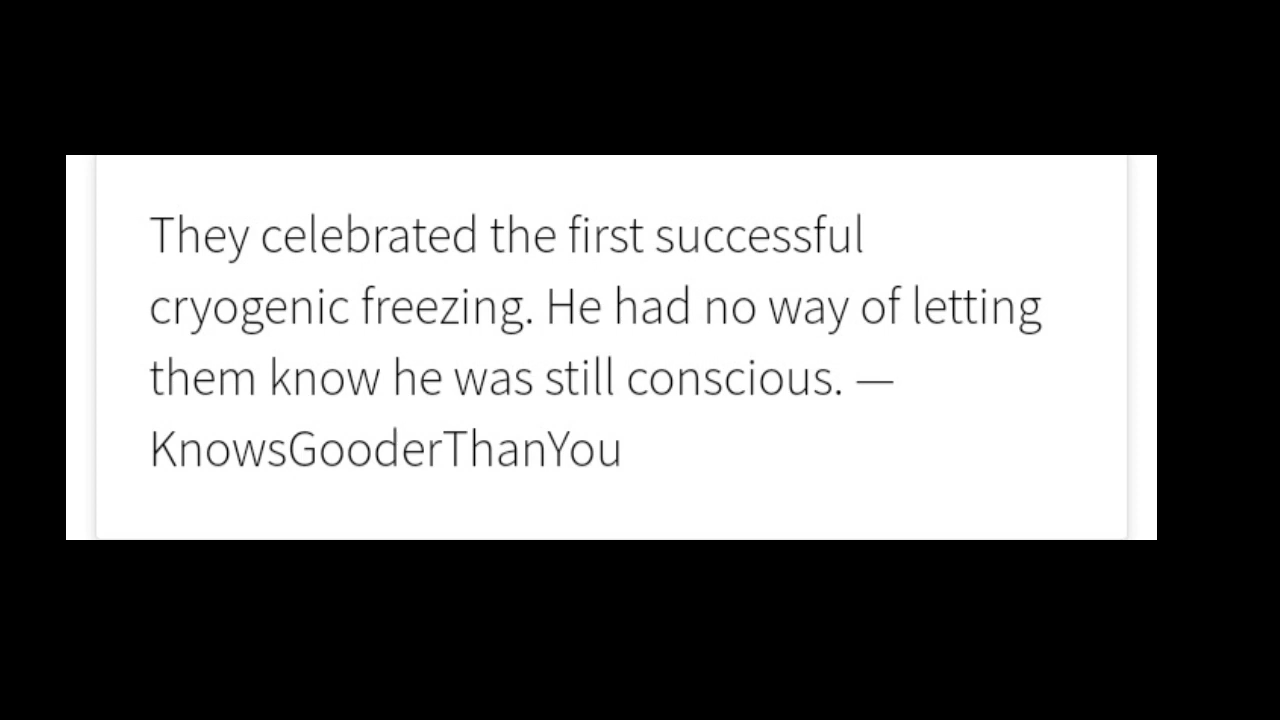 They celebrated the first successful
cryogenic freezing. He had no way of letting
them know he was still conscious. —
KnowsGooderThanYou